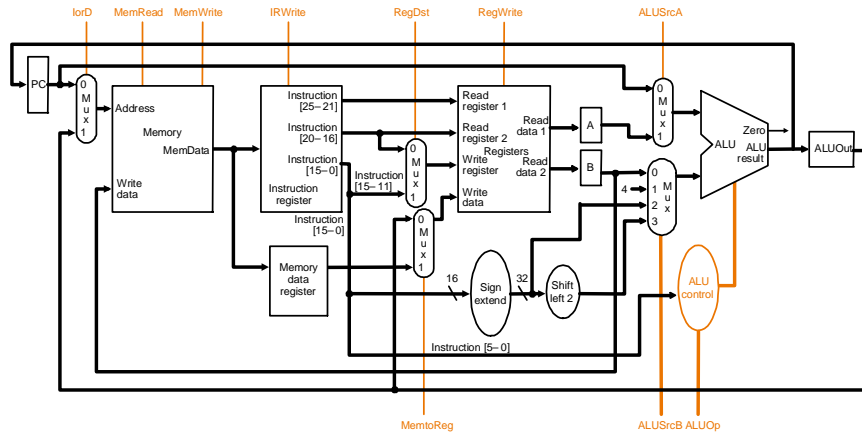 IorD
MemRead
MemWrite
IRWrite
RegDst
RegWrite
ALUSrcA
PC
0
M
u
x
1
Address
Memory
MemData
Write
data
Instruction
[25–21]
Instruction
[20–16]
Instruction
[15–0]
Instruction
register
Instruction
[15–11]
Instruction
[15–0]
Memory
data
register
0
M
u
x
1
0
M
u
x
1
Read
register 1
Read
register 2
Write
register
Write
data
Registers
Read
data 1
Read
data 2
A
B
0
M
u
x
1
4
0
1
2
3
M
u
x
Zero
ALU
ALU
result
ALUOut
16
Sign
extend
32
Shift
left 2
ALU
control
Instruction [5–0]
MemtoReg
ALUSrcB
ALUOp